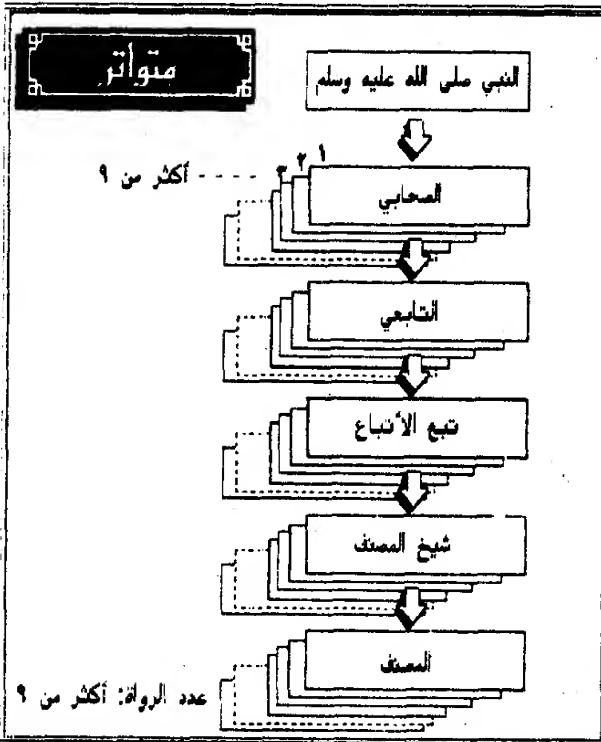 متواتر
النبي صلى الله عليه وسلم
١ ٢ ٣ - - - - أكثر من ٩
الصحابي
التابعي
تبع الأتباع
شيخ المصنف
المصنف
عدد الرواة: أكثر من ٩